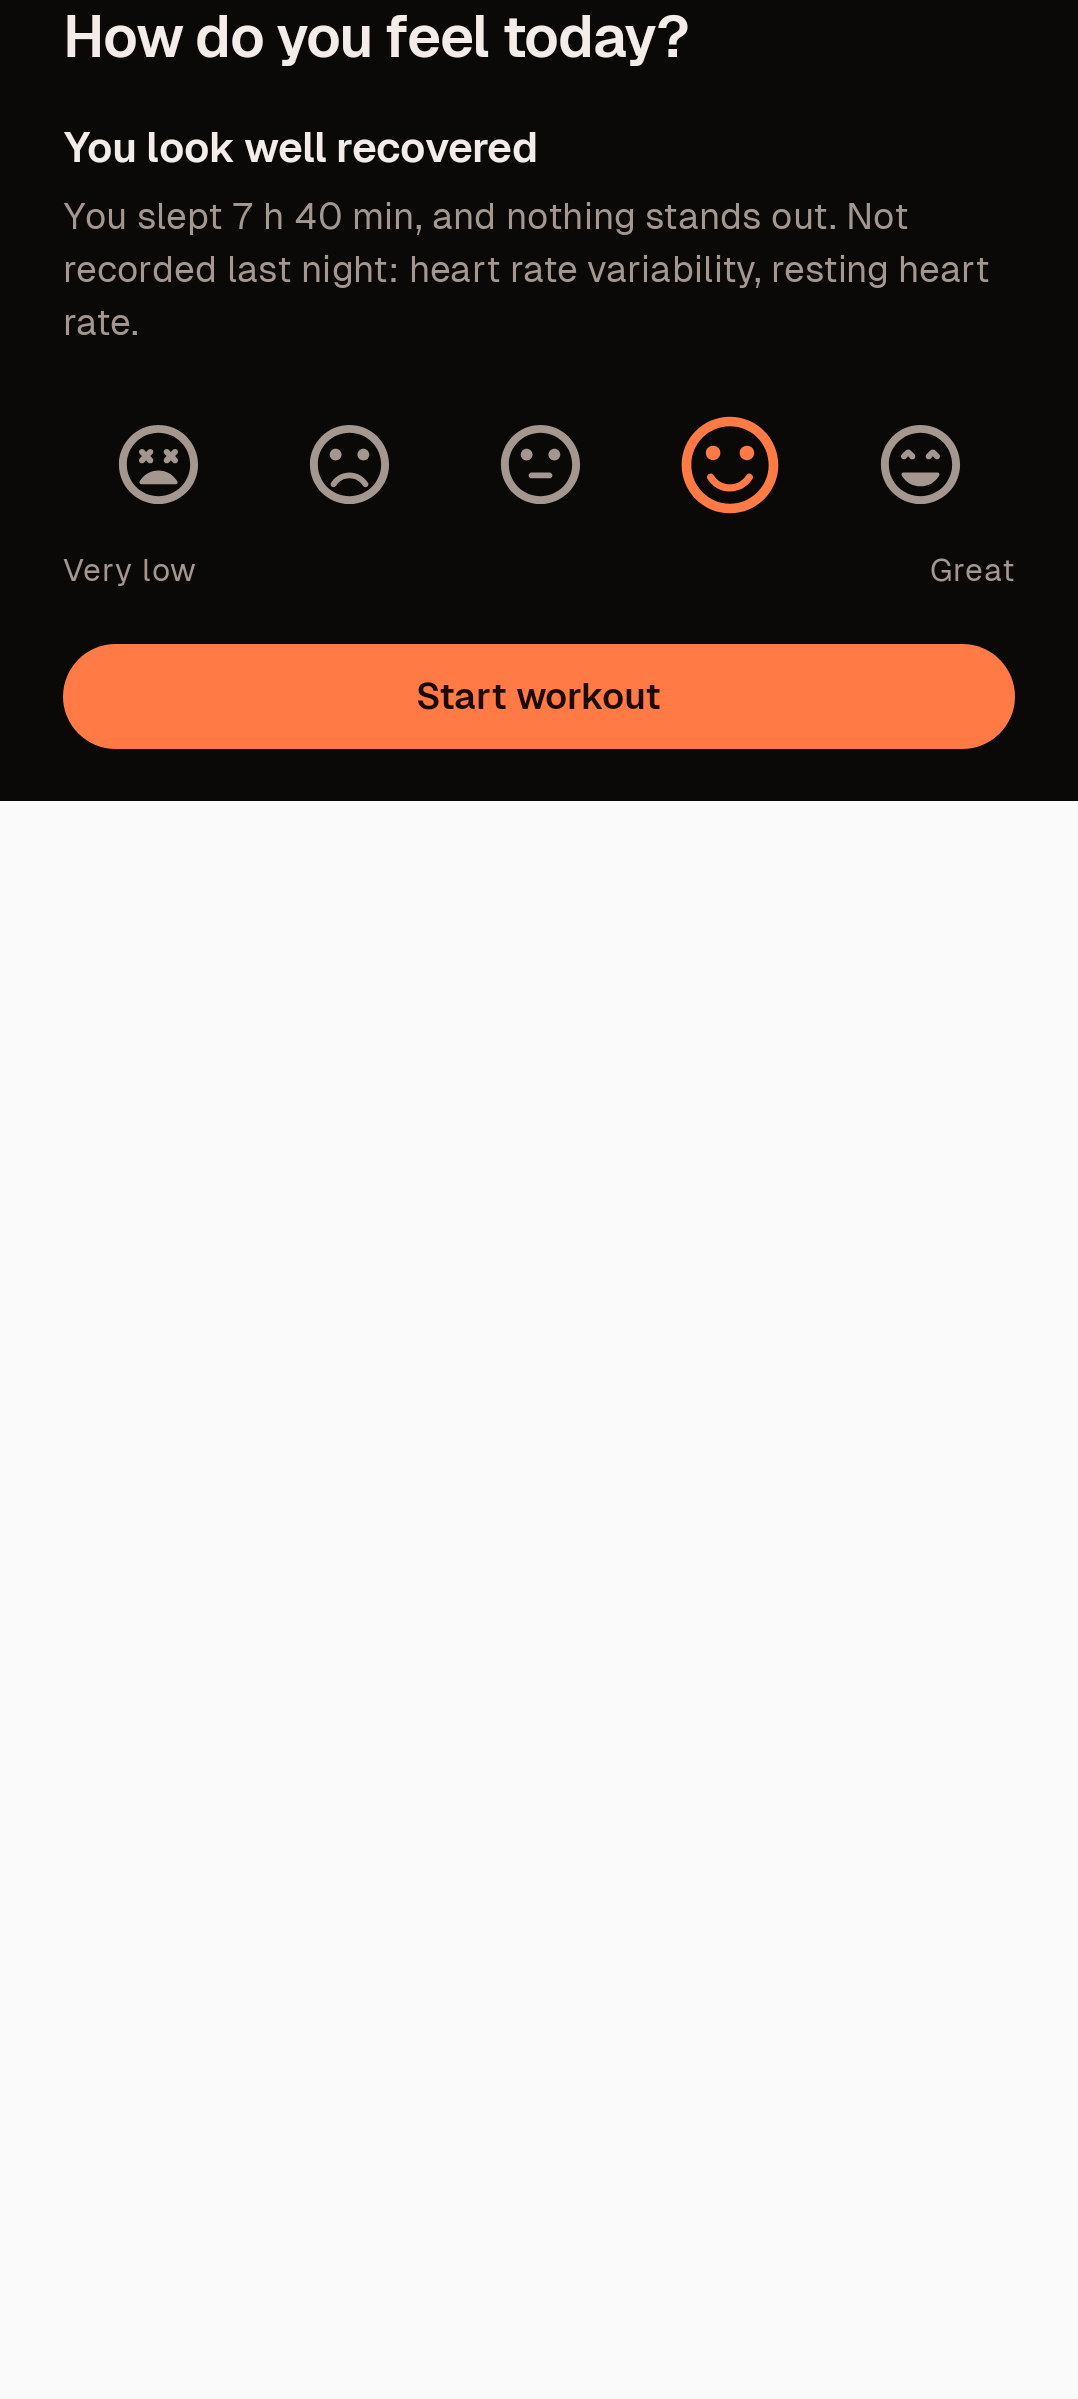 How do you feel today?
You look well recovered
You slept 7 h 40 min, and nothing stands out. Not
recorded last night: heart rate variability, resting heart
rate.
Very low
Great
Start workout